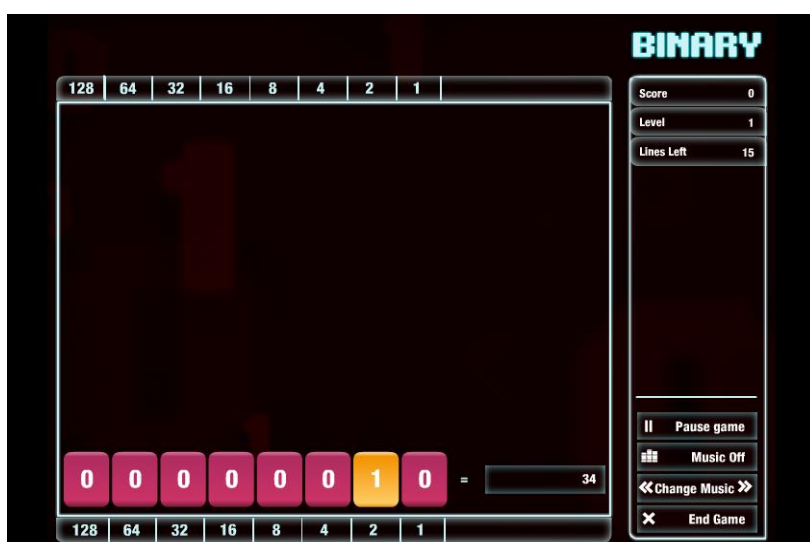 BINARY
128 64 32 16 8 4 2 1
Score 0
Level 1
Lines Left 15
Pause game
Music Off
Change Music
End Game
0 0 0 0 0 0 1 0 = 34
128 64 32 16 8 4 2 1